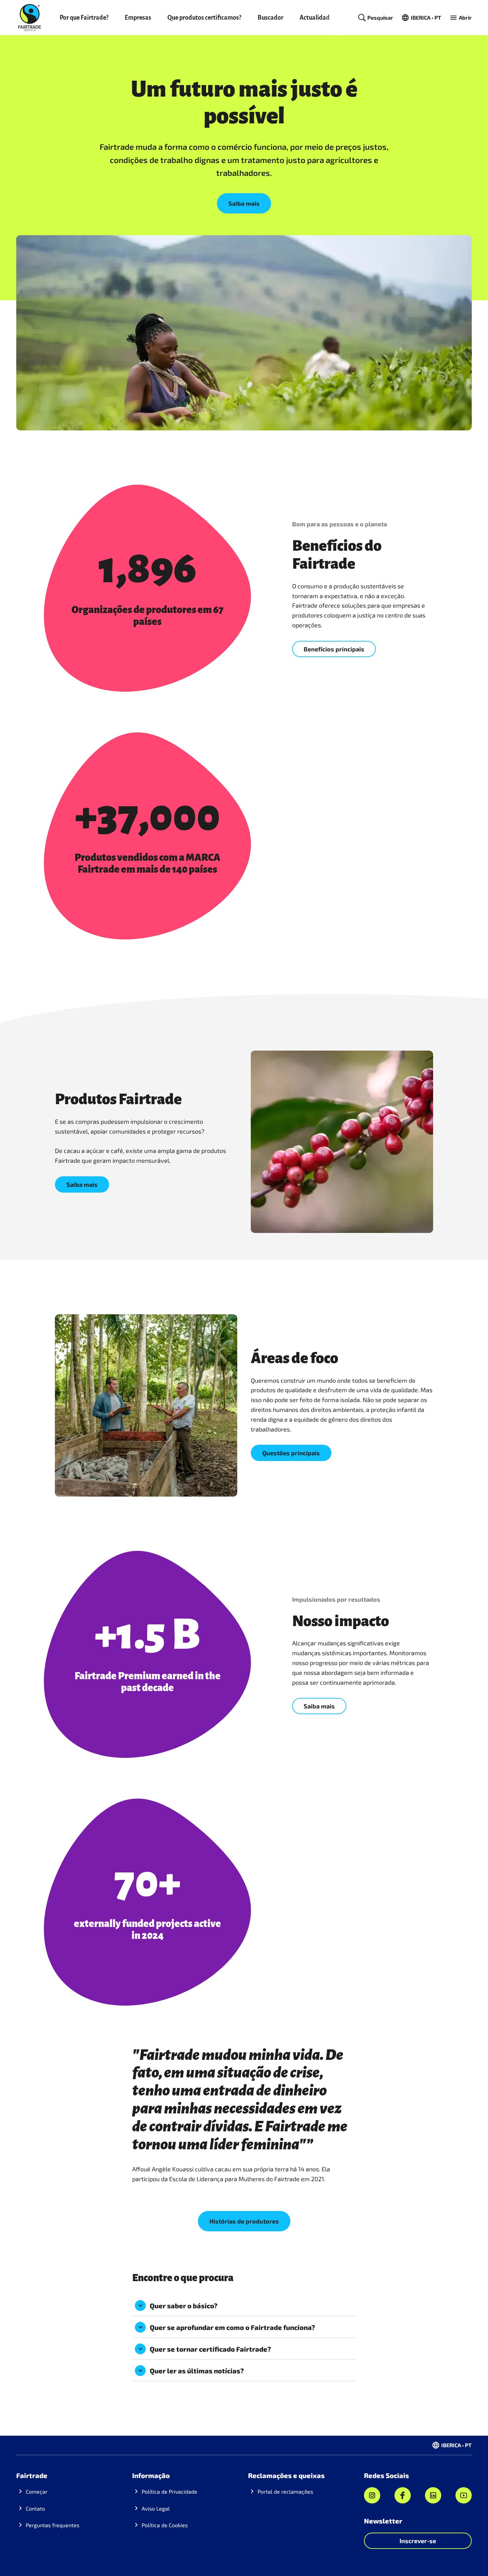 FAIRTRADE
Por que Fairtrade?
Empresas
Que produtos certificamos?
Buscador
Actualidad
Pesquisar
IBERICA - PT
Abrir
Um futuro mais justo é
possível
Fairtrade muda a forma como o comércio funciona, por meio de preços justos,
condições de trabalho dignas e um tratamento justo para agricultores e
trabalhadores.
Saiba mais
1,896
Organizações de produtores em 67
países
Bom para as pessoas e o planeta
Benefícios do
Fairtrade
O consumo e a produção sustentáveis se
tornaram a expectativa, e não a exceção.
Fairtrade oferece soluções para que empresas e
produtores coloquem a justiça no centro de suas
operações.
Benefícios principais
+37,000
Produtos vendidos com a MARCA
Fairtrade em mais de 140 países
Produtos Fairtrade
E se as compras pudessem impulsionar o crescimento
sustentável, apoiar comunidades e proteger recursos?
De cacau a açúcar e café, existe uma ampla gama de produtos
Fairtrade que geram impacto mensurável.
Saiba mais
Áreas de foco
Queremos construir um mundo onde todos se beneficiem de
produtos de qualidade e desfrutem de uma vida de qualidade. Mas
isso não pode ser feito de forma isolada. Não se pode separar os
direitos humanos dos direitos ambientais, a proteção infantil da
renda digna e a equidade de gênero dos direitos dos
trabalhadores.
Questões principais
+1.5 B
Fairtrade Premium earned in the
past decade
Impulsionados por resultados
Nosso impacto
Alcançar mudanças significativas exige
mudanças sistêmicas importantes. Monitoramos
nosso progresso por meio de várias métricas para
que nossa abordagem seja bem informada e
possa ser continuamente aprimorada.
Saiba mais
70+
externally funded projects active
in 2024
"Fairtrade mudou minha vida. De
fato, em uma situação de crise,
tenho uma entrada de dinheiro
para minhas necessidades em vez
de contrair dívidas. E Fairtrade me
tornou uma líder feminina"”
Affoué Angèle Kouassi cultiva cacau em sua própria terra há 14 anos. Ela
participou da Escola de Liderança para Mulheres do Fairtrade em 2021.
Histórias de produtores
Encontre o que procura
Quer saber o básico?
Quer se aprofundar em como o Fairtrade funciona?
Quer se tornar certificado Fairtrade?
Quer ler as últimas notícias?
IBERICA - PT
Fairtrade
Começar
Contato
Perguntas frequentes
Informação
Política de Privacidade
Aviso Legal
Política de Cookies
Reclamações e queixas
Portal de reclamações
Redes Sociais
Newsletter
Inscrever-se